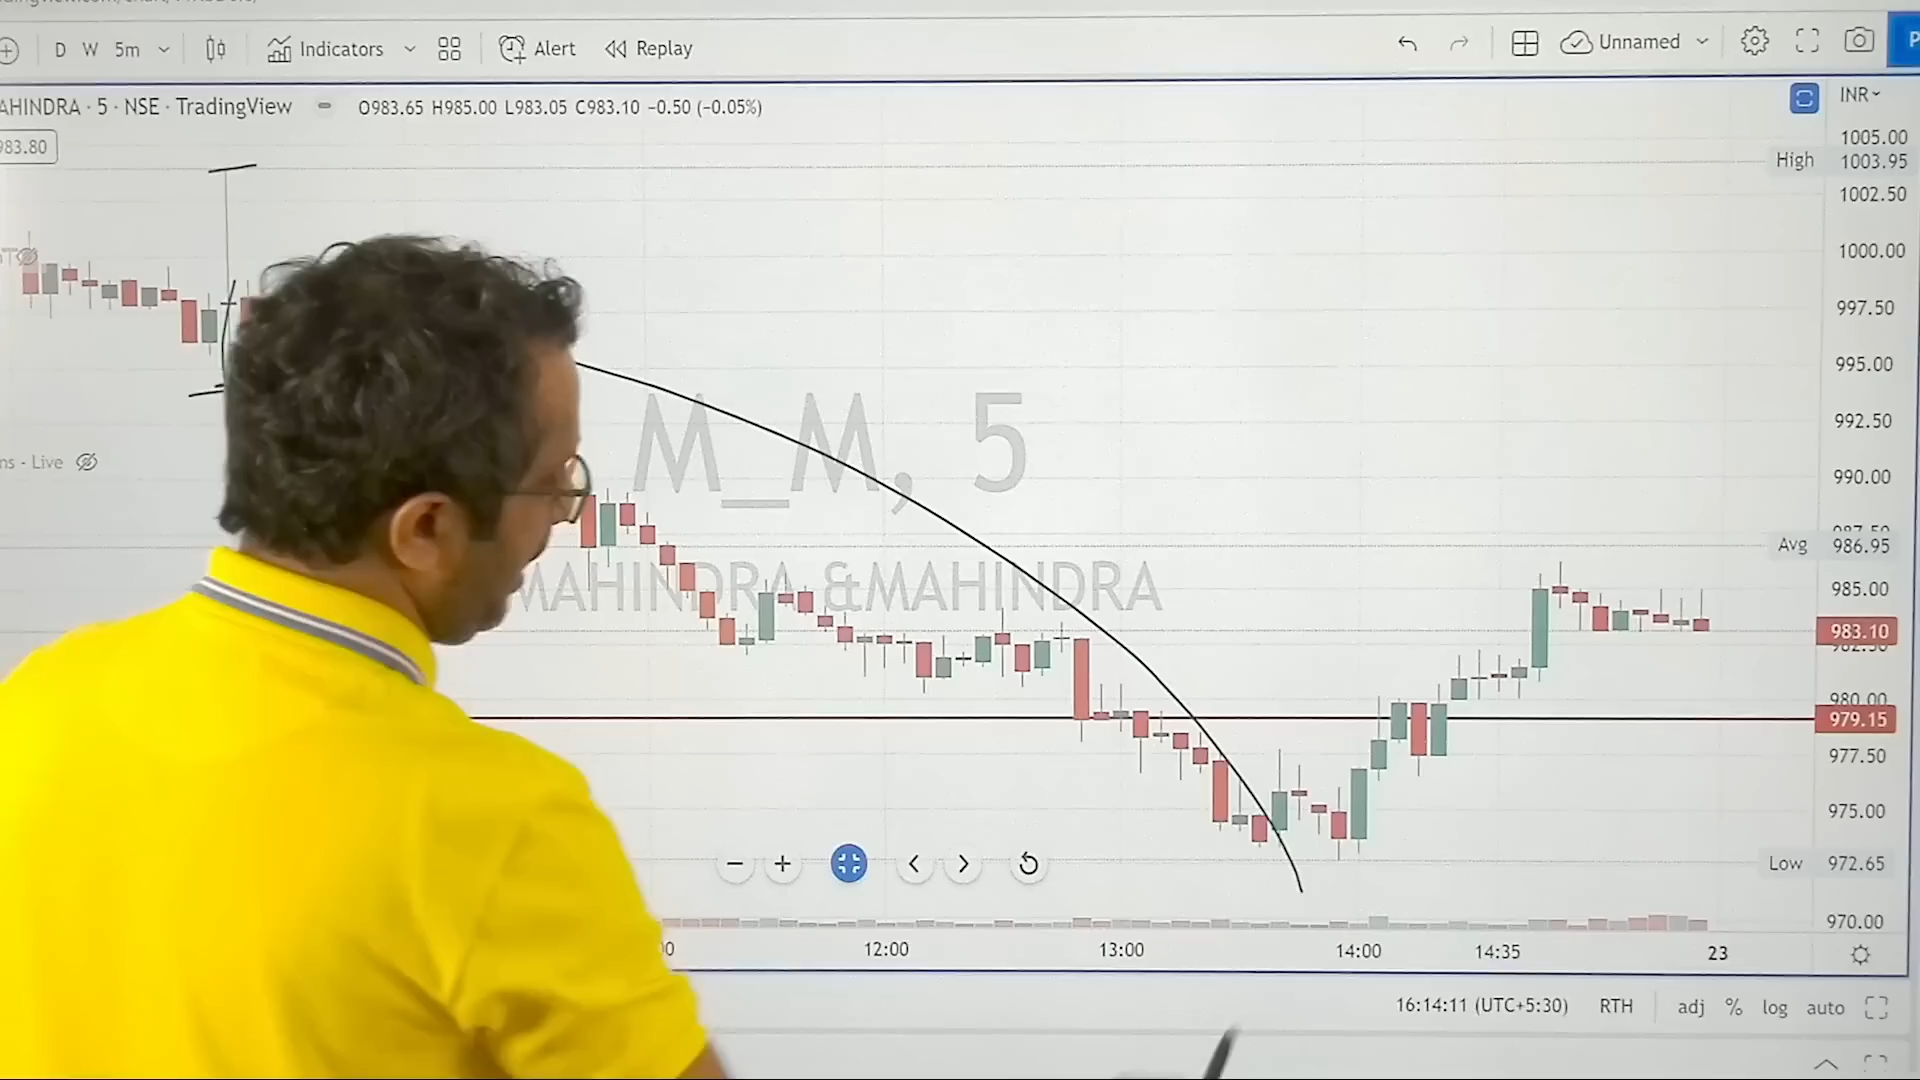 D W 5m Indicators Alert Replay Unnamed
AHINDRA · 5 · NSE · TradingView O983.65 H985.00 L983.05 C983.10 −0.50 (−0.05%) INR
983.80
1005.00
High 1003.95
1002.50
1000.00
997.50
995.00
M_M, 5
992.50
ns - Live
990.00
987.50
Avg 986.95
MAHINDRA &MAHINDRA
985.00
983.10
982.50
980.00
979.15
977.50
975.00
Low 972.65
970.00
12:00 13:00 14:00 14:35 23
16:14:11 (UTC+5:30) RTH adj % log auto